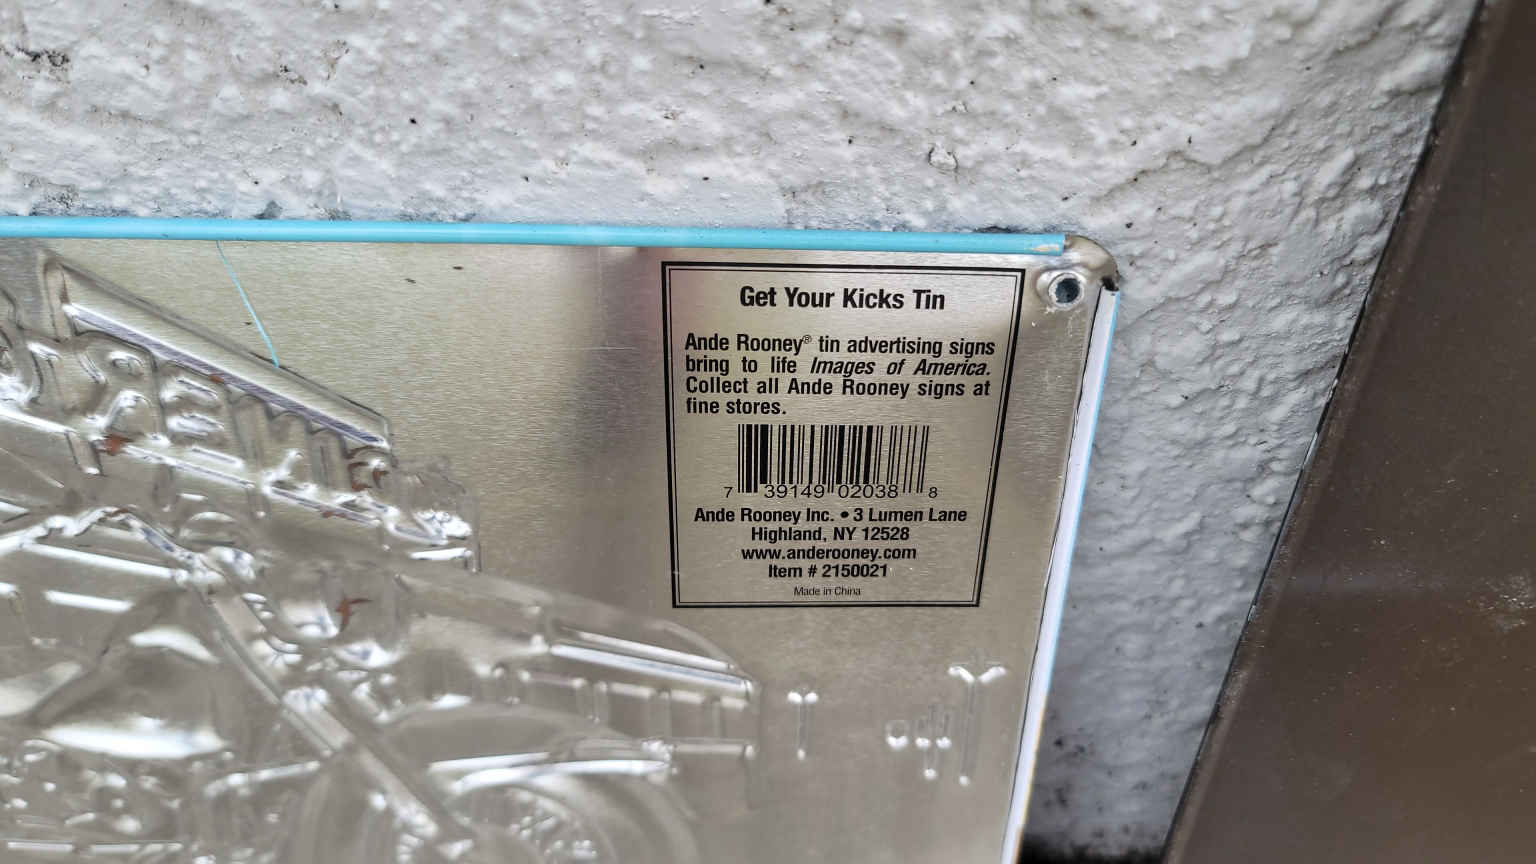 Get Your Kicks Tin
Ande Rooney® tin advertising signs
bring to life Images of America.
Collect all Ande Rooney signs at
fine stores.
7 39149 02038 8
Ande Rooney Inc. • 3 Lumen Lane
Highland, NY 12528
www.anderooney.com
Item # 2150021
Made in China